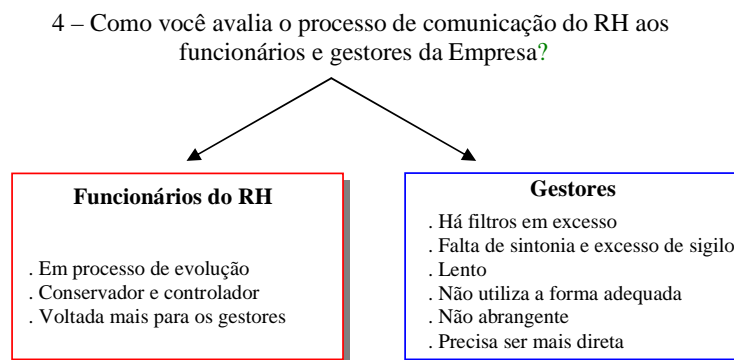 4 – Como você avalia o processo de comunicação do RH aos
funcionários e gestores da Empresa?
Funcionários do RH
. Em processo de evolução
. Conservador e controlador
. Voltada mais para os gestores
Gestores
. Há filtros em excesso
. Falta de sintonia e excesso de sigilo
. Lento
. Não utiliza a forma adequada
. Não abrangente
. Precisa ser mais direta